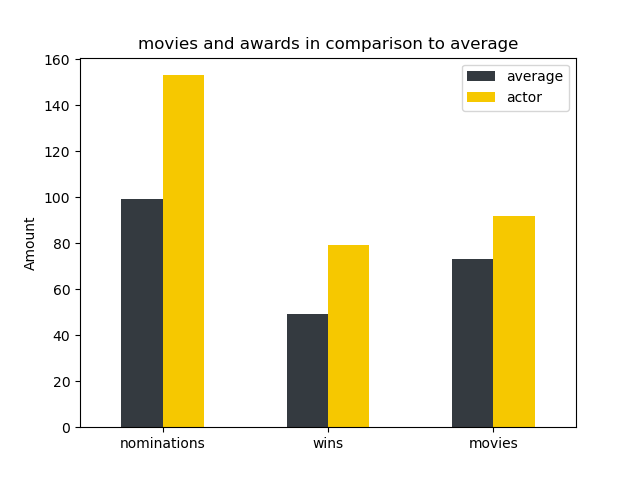 movies and awards in comparison to average
average
actor
Amount
160
140
120
100
80
60
40
20
0
nominations wins movies